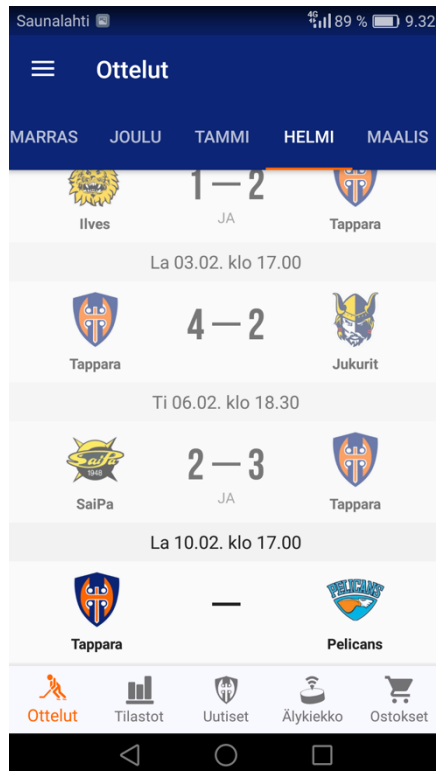 Saunalahti 4G 89 % 9.32
Ottelut
MARRAS JOULU TAMMI HELMI MAALIS
1 — 2
Ilves JA Tappara
La 03.02. klo 17.00
4 — 2
Tappara Jukurit
Ti 06.02. klo 18.30
SaiPa
1948
2 — 3
SaiPa JA Tappara
La 10.02. klo 17.00
PELICANS
—
Tappara Pelicans
Ottelut Tilastot Uutiset Älykiekko Ostokset